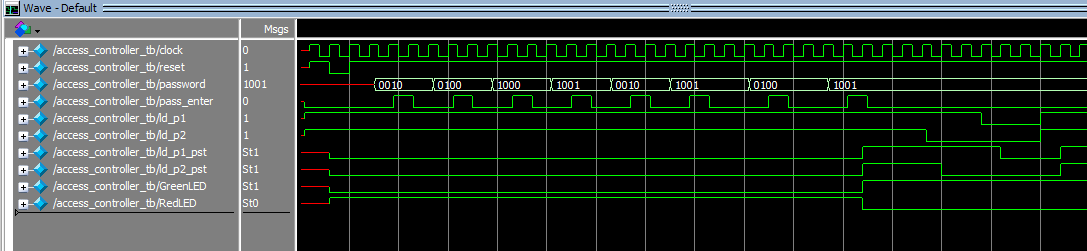 Wave - Default
Msgs
/access_controller_tb/clock 0
/access_controller_tb/reset 1
/access_controller_tb/password 1001 0010 0100 1000 1001 0010 1001 0100 1001
/access_controller_tb/pass_enter 0
/access_controller_tb/ld_p1 1
/access_controller_tb/ld_p2 1
/access_controller_tb/ld_p1_pst St1
/access_controller_tb/ld_p2_pst St1
/access_controller_tb/GreenLED St1
/access_controller_tb/RedLED St0